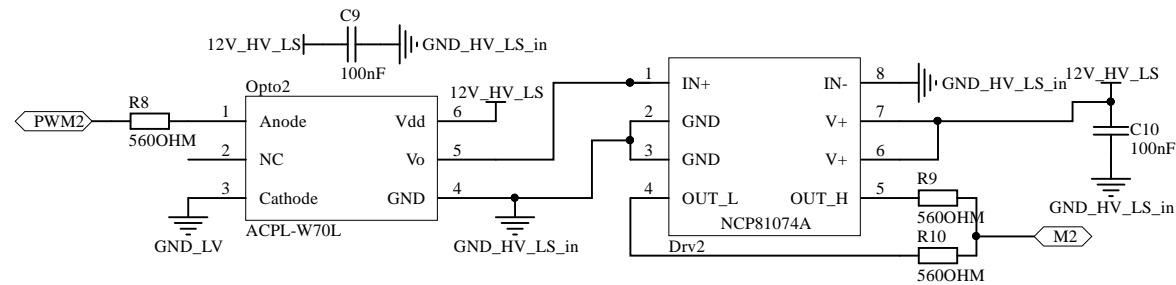 C9
12V_HV_LS
GND_HV_LS_in
100nF
Opto2
PWM2
R8
560OHM
1
Anode
2
NC
3
Cathode
GND_LV
Vdd
6
12V_HV_LS
Vo
5
GND
4
GND_HV_LS_in
ACPL-W70L
1
IN+
2
GND
3
GND
4
OUT_L
IN-
8
GND_HV_LS_in
V+
7
V+
6
OUT_H
5
NCP81074A
Drv2
12V_HV_LS
C10
100nF
GND_HV_LS_in
R9
560OHM
R10
560OHM
M2